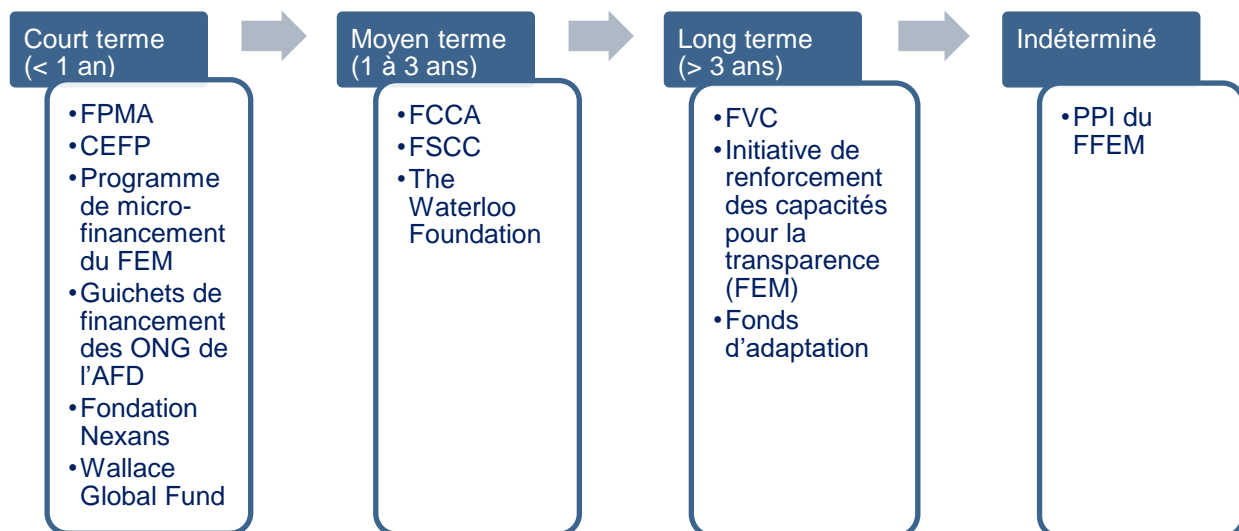 Court terme
(< 1 an)
•FPMA
•CEFP
•Programme
de micro-
financement
du FEM
•Guichets de
financement
des ONG de
l'AFD
•Fondation
Nexans
•Wallace
Global Fund
Moyen terme
(1 à 3 ans)
•FCCA
•FSCC
•The
Waterloo
Foundation
Long terme
(> 3 ans)
•FVC
•Initiative de
renforcement
des capacités
pour la
transparence
(FEM)
•Fonds
d'adaptation
Indéterminé
•PPI du
FFEM